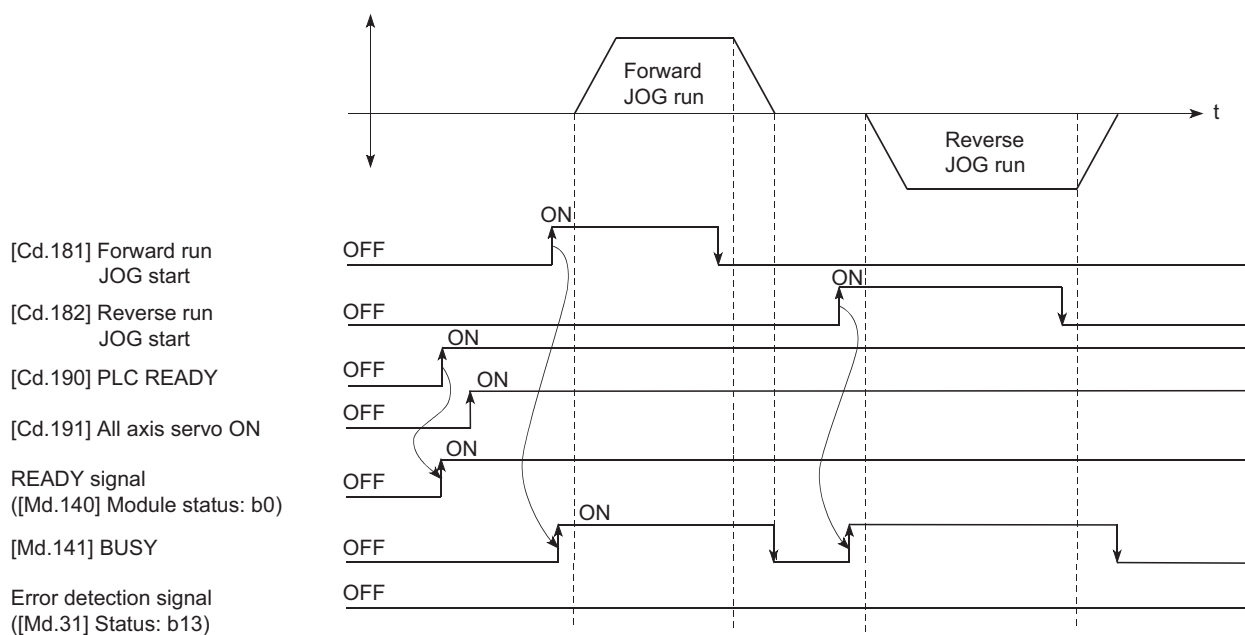 Forward
JOG run
t
Reverse
JOG run
ON
[Cd.181] Forward run
JOG start
OFF
ON
[Cd.182] Reverse run
JOG start
OFF
ON
[Cd.190] PLC READY
OFF
ON
[Cd.191] All axis servo ON
OFF
ON
READY signal
([Md.140] Module status: b0)
OFF
ON
[Md.141] BUSY
OFF
Error detection signal
([Md.31] Status: b13)
OFF